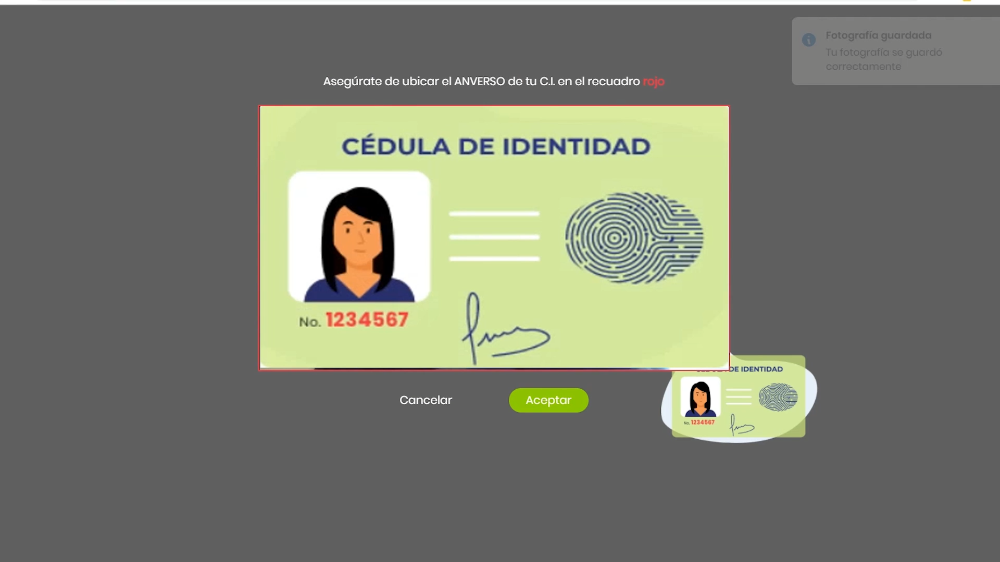 Fotografía guardada
Tu fotografía se guardó
correctamente
Asegúrate de ubicar el ANVERSO de tu C.I. en el recuadro rojo
CÉDULA DE IDENTIDAD
No. 1234567
Cancelar
Aceptar
DE IDENTIDAD
No. 1234567